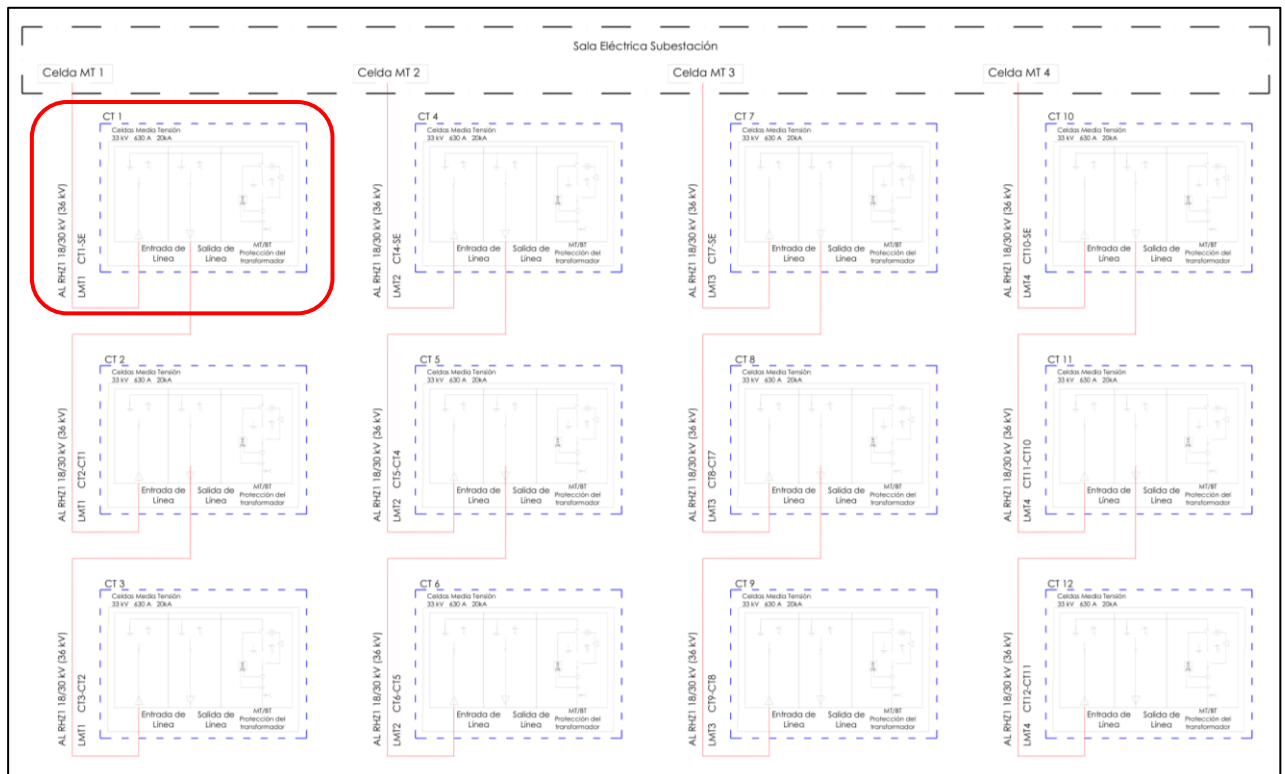 Sala Eléctrica Subestación
Celda MT 1
Celda MT 2
Celda MT 3
Celda MT 4
CT 1
Celdas Media Tensión
33 kV 630 A 20kA
AL RHZ1 18/30 kV (36 kV)
LMT1 CT1-SE
Entrada de
Línea
Salida de
Línea
MT/BT
Protección del
transformador
CT 4
Celdas Media Tensión
33 kV 630 A 20kA
AL RHZ1 18/30 kV (36 kV)
LMT2 CT4-SE
Entrada de
Línea
Salida de
Línea
MT/BT
Protección del
transformador
CT 7
Celdas Media Tensión
33 kV 630 A 20kA
AL RHZ1 18/30 kV (36 kV)
LMT3 CT7-SE
Entrada de
Línea
Salida de
Línea
MT/BT
Protección del
transformador
CT 10
Celdas Media Tensión
33 kV 630 A 20kA
AL RHZ1 18/30 kV (36 kV)
LMT4 CT10-SE
Entrada de
Línea
Salida de
Línea
MT/BT
Protección del
transformador
CT 2
Celdas Media Tensión
33 kV 630 A 20kA
AL RHZ1 18/30 kV (36 kV)
LMT1 CT2-CT1
Entrada de
Línea
Salida de
Línea
MT/BT
Protección del
transformador
CT 5
Celdas Media Tensión
33 kV 630 A 20kA
AL RHZ1 18/30 kV (36 kV)
LMT2 CT5-CT4
Entrada de
Línea
Salida de
Línea
MT/BT
Protección del
transformador
CT 8
Celdas Media Tensión
33 kV 630 A 20kA
AL RHZ1 18/30 kV (36 kV)
LMT3 CT8-CT7
Entrada de
Línea
Salida de
Línea
MT/BT
Protección del
transformador
CT 11
Celdas Media Tensión
33 kV 630 A 20kA
AL RHZ1 18/30 kV (36 kV)
LMT4 CT11-CT10
Entrada de
Línea
Salida de
Línea
MT/BT
Protección del
transformador
CT 3
Celdas Media Tensión
33 kV 630 A 20kA
AL RHZ1 18/30 kV (36 kV)
LMT1 CT3-CT2
Entrada de
Línea
Salida de
Línea
MT/BT
Protección del
transformador
CT 6
Celdas Media Tensión
33 kV 630 A 20kA
AL RHZ1 18/30 kV (36 kV)
LMT2 CT6-CT5
Entrada de
Línea
Salida de
Línea
MT/BT
Protección del
transformador
CT 9
Celdas Media Tensión
33 kV 630 A 20kA
AL RHZ1 18/30 kV (36 kV)
LMT3 CT9-CT8
Entrada de
Línea
Salida de
Línea
MT/BT
Protección del
transformador
CT 12
Celdas Media Tensión
33 kV 630 A 20kA
AL RHZ1 18/30 kV (36 kV)
LMT4 CT12-CT11
Entrada de
Línea
Salida de
Línea
MT/BT
Protección del
transformador